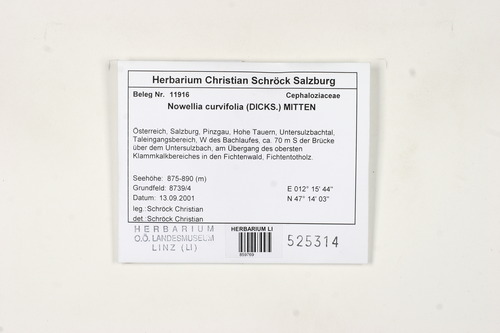 Herbarium Christian Schröck Salzburg
Beleg Nr. 11916 Cephaloziaceae
Nowellia curvifolia (DICKS.) MITTEN
Österreich, Salzburg, Pinzgau, Hohe Tauern, Untersulzbachtal,
Taleingangsbereich, W des Bachlaufes, ca. 70 m S der Brücke
über dem Untersulzbach, am Übergang des obersten
Klammkalkbereiches in den Fichtenwald, Fichtentotholz.
Seehöhe: 875-890 (m)
Grundfeld: 8739/4 E 012° 15' 44"
Datum: 13.09.2001 N 47° 14' 03"
leg. Schröck Christian
det. Schröck Christian
HERBARIUM
O.Ö. LANDESMUSEUM
LINZ (LI)
HERBARIUM LI
525314